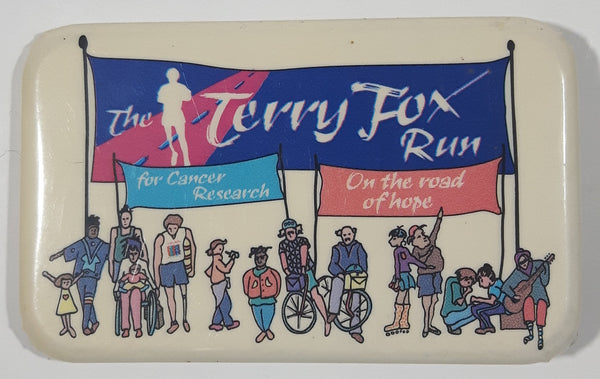 The Terry Fox
Run
for Cancer
Research
On the road
of hope